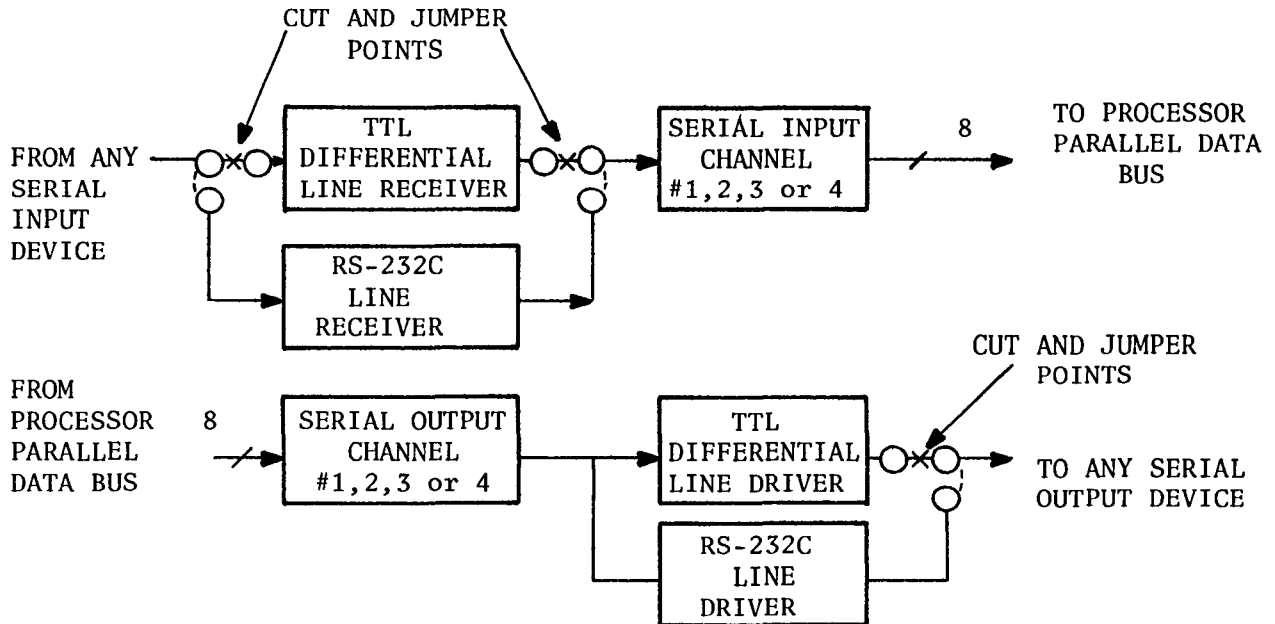 CUT AND JUMPER
POINTS
FROM ANY
SERIAL
INPUT
DEVICE
TTL
DIFFERENTIAL
LINE RECEIVER
SERIAL INPUT
CHANNEL
#1,2,3 or 4
8
TO PROCESSOR
PARALLEL DATA
BUS
RS-232C
LINE
RECEIVER
FROM
PROCESSOR
PARALLEL
DATA BUS
8
SERIAL OUTPUT
CHANNEL
#1,2,3 or 4
TTL
DIFFERENTIAL
LINE DRIVER
CUT AND JUMPER
POINTS
TO ANY SERIAL
OUTPUT DEVICE
RS-232C
LINE
DRIVER